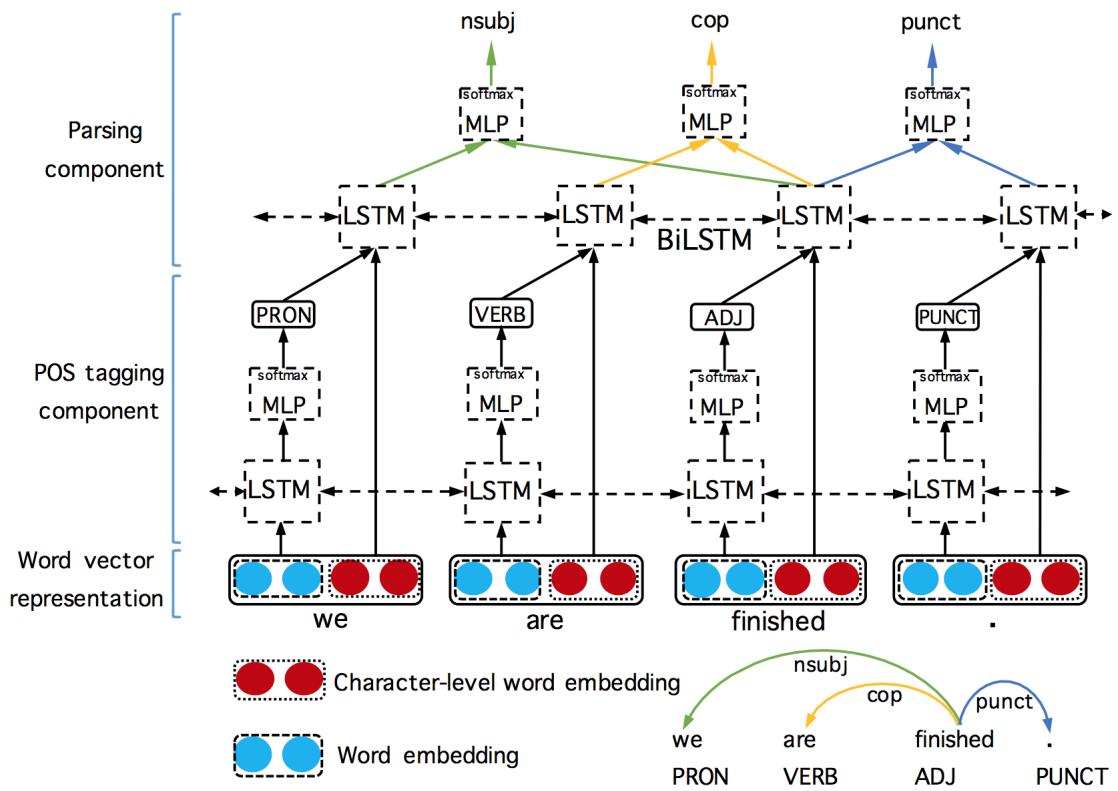 nsubj cop punct
softmax softmax softmax
MLP MLP MLP
Parsing
component
LSTM LSTM LSTM LSTM
BiLSTM
PRON VERB ADJ PUNCT
softmax softmax softmax softmax
MLP MLP MLP MLP
POS tagging
component
LSTM LSTM LSTM LSTM
Word vector
representation
we are finished .
Character-level word embedding
Word embedding
nsubj
cop punct
we are finished .
PRON VERB ADJ PUNCT